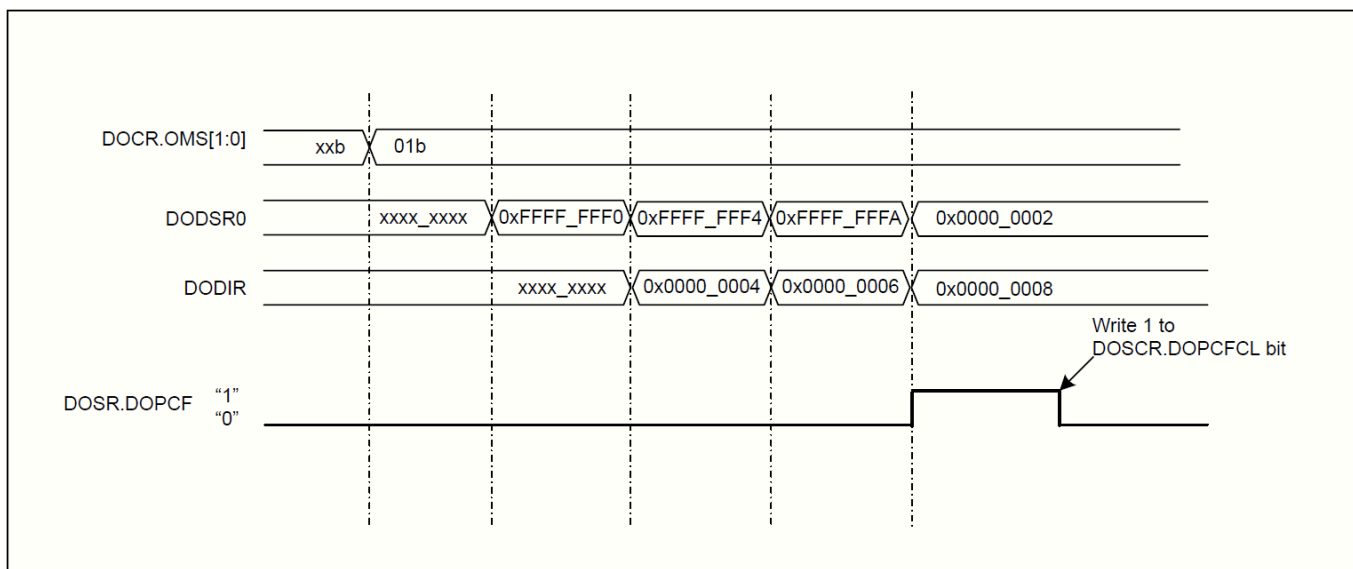 DOCR.OMS[1:0] xxb 01b
DODSR0 xxxx_xxxx 0xFFFF_FFF0 0xFFFF_FFF4 0xFFFF_FFFA 0x0000_0002
DODIR xxxx_xxxx 0x0000_0004 0x0000_0006 0x0000_0008
Write 1 to
DOSCR.DOPCFCL bit
DOSR.DOPCF “1”
“0”